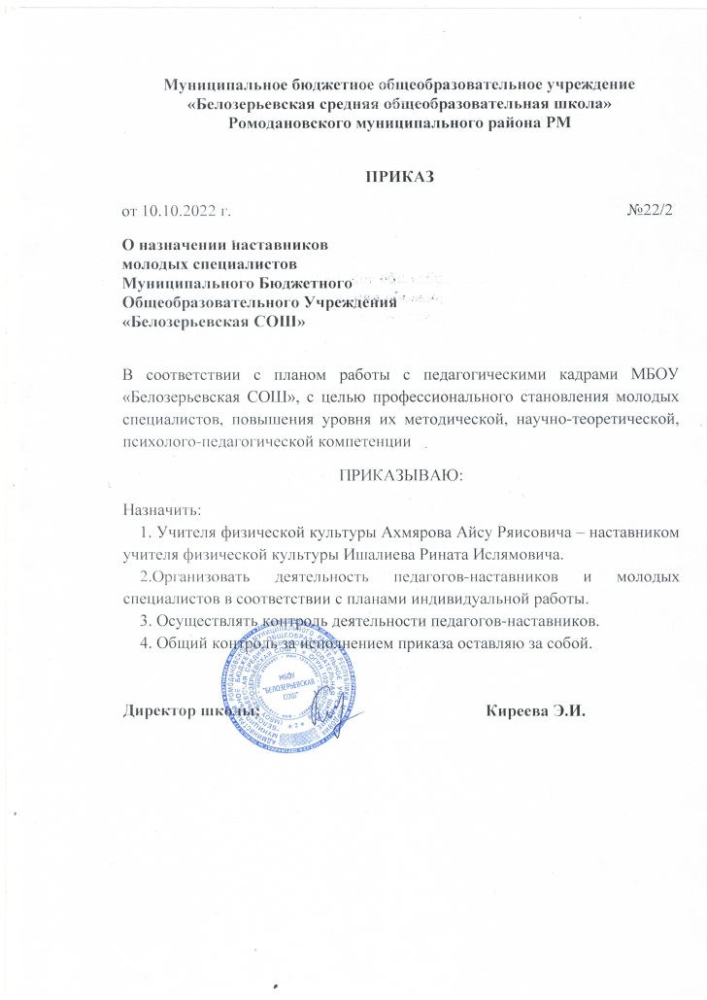 Муниципальное бюджетное общеобразовательное учреждение
«Белозерьевская средняя общеобразовательная школа»
Ромодановского муниципального района РМ
ПРИКАЗ
от 10.10.2022 г. №22/2
О назначении наставников
молодых специалистов
Муниципального Бюджетного
Общеобразовательного Учреждения
«Белозерьевская СОШ»
В соответствии с планом работы с педагогическими кадрами МБОУ
«Белозерьевская СОШ», с целью профессионального становления молодых
специалистов, повышения уровня их методической, научно-теоретической,
психолого-педагогической компетенции
ПРИКАЗЫВАЮ:
Назначить:
1. Учителя физической культуры Ахмярова Айсу Ряисовича – наставником
учителя физической культуры Ишалиева Рината Ислямовича.
2.Организовать деятельность педагогов-наставников и молодых
специалистов в соответствии с планами индивидуальной работы.
3. Осуществлять контроль деятельности педагогов-наставников.
4. Общий контроль за исполнением приказа оставляю за собой.
МБОУ
"БЕЛОЗЕРЬЕВСКАЯ
СОШ"
Директор школы: Киреева Э.И.